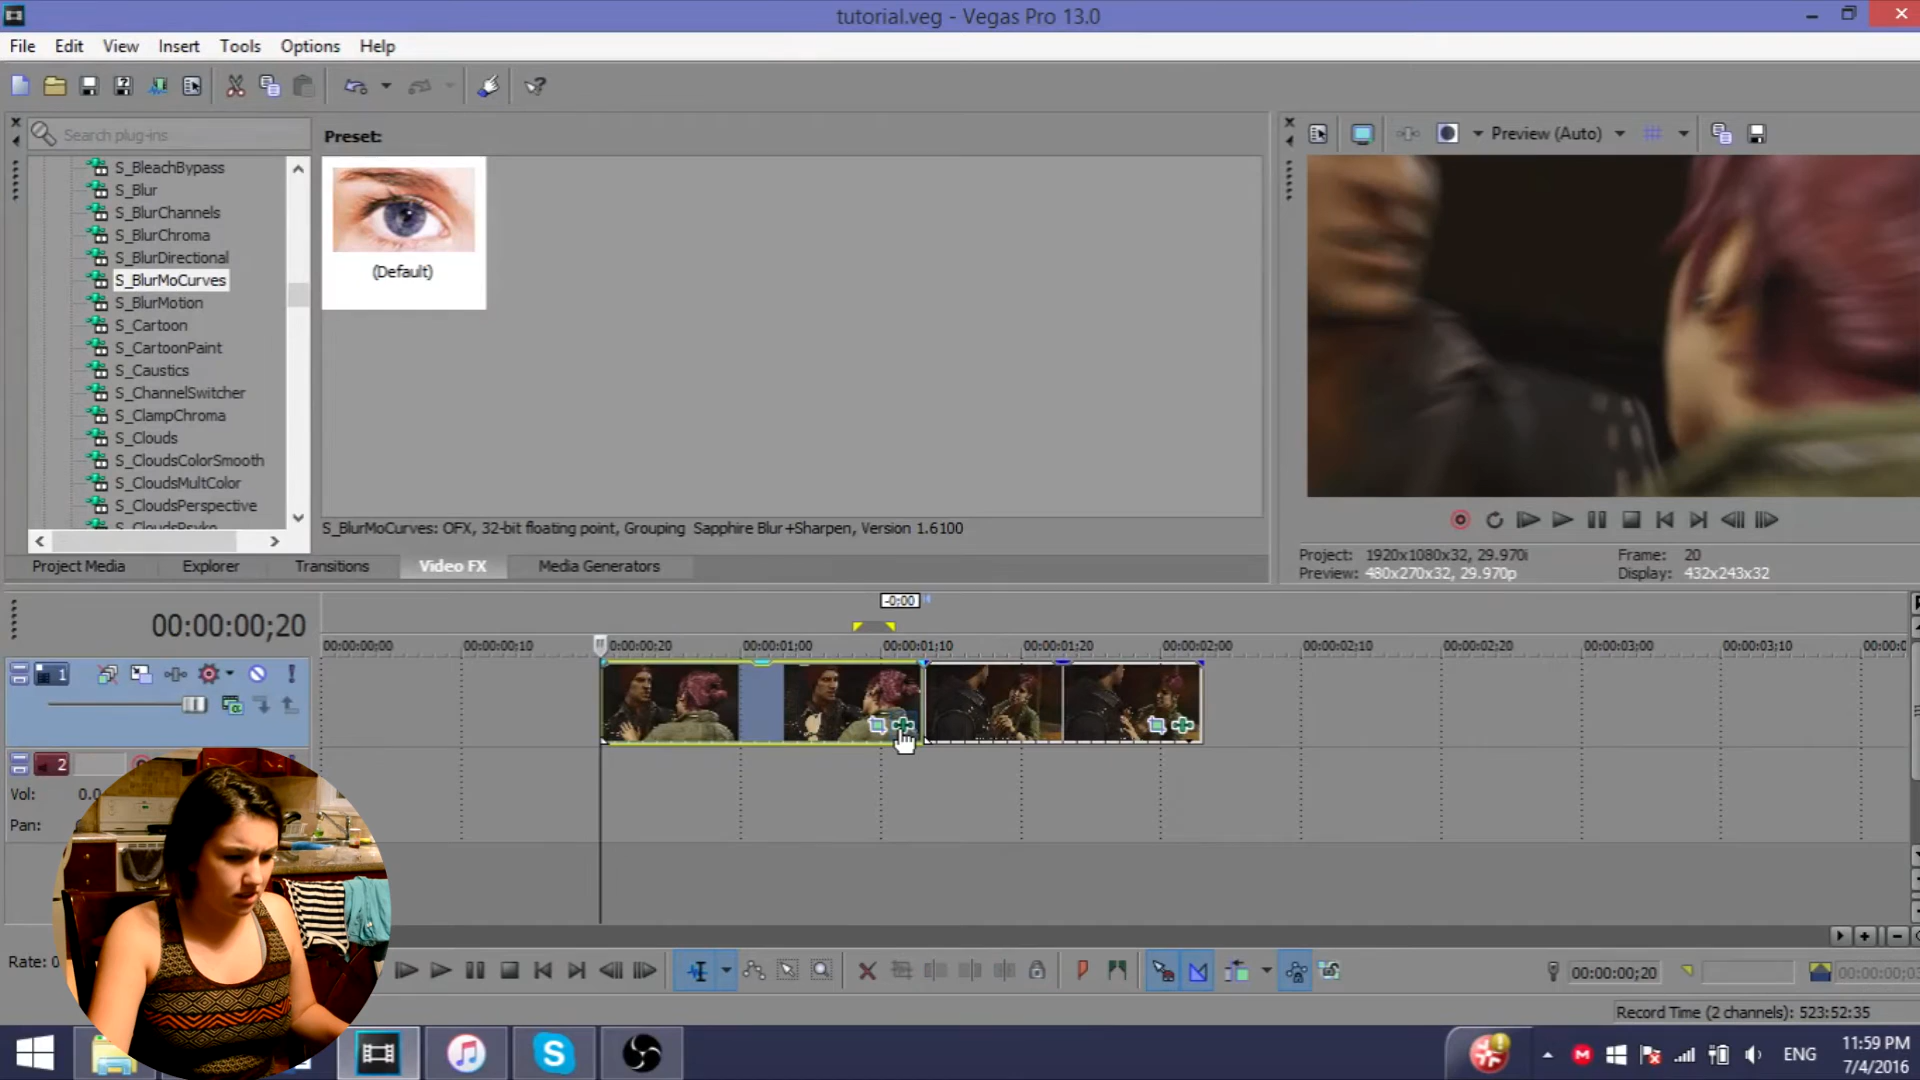 tutorial.veg - Vegas Pro 13.0
File Edit View Insert Tools Options Help
Search plug-ins
Preset:
Preview (Auto)
S_BleachBypass
S_Blur
S_BlurChannels
S_BlurChroma
S_BlurDirectional
S_BlurMoCurves
S_BlurMotion
S_Cartoon
S_CartoonPaint
S_Caustics
S_ChannelSwitcher
S_ClampChroma
S_Clouds
S_CloudsColorSmooth
S_CloudsMultColor
S_CloudsPerspective
S_CloudsPsyko
(Default)
S_BlurMoCurves: OFX, 32-bit floating point, Grouping Sapphire Blur+Sharpen, Version 1.6100
Project Media Explorer Transitions Video FX Media Generators
Project: 1920x1080x32, 29.970i Frame: 20
Preview: 480x270x32, 29.970p Display: 432x243x32
-0;00
00:00:00;20
00:00:00;00 00:00:00;10 00:00:00;20 00:00:01;00 00:00:01;10 00:00:01;20 00:00:02;00 00:00:02;10 00:00:02;20 00:00:03;00 00:00:03;10
1
2
Vol: 0.0
Pan:
Rate: 0
00:00:00;20
Record Time (2 channels): 523:52:35
ENG
11:59 PM
7/4/2016